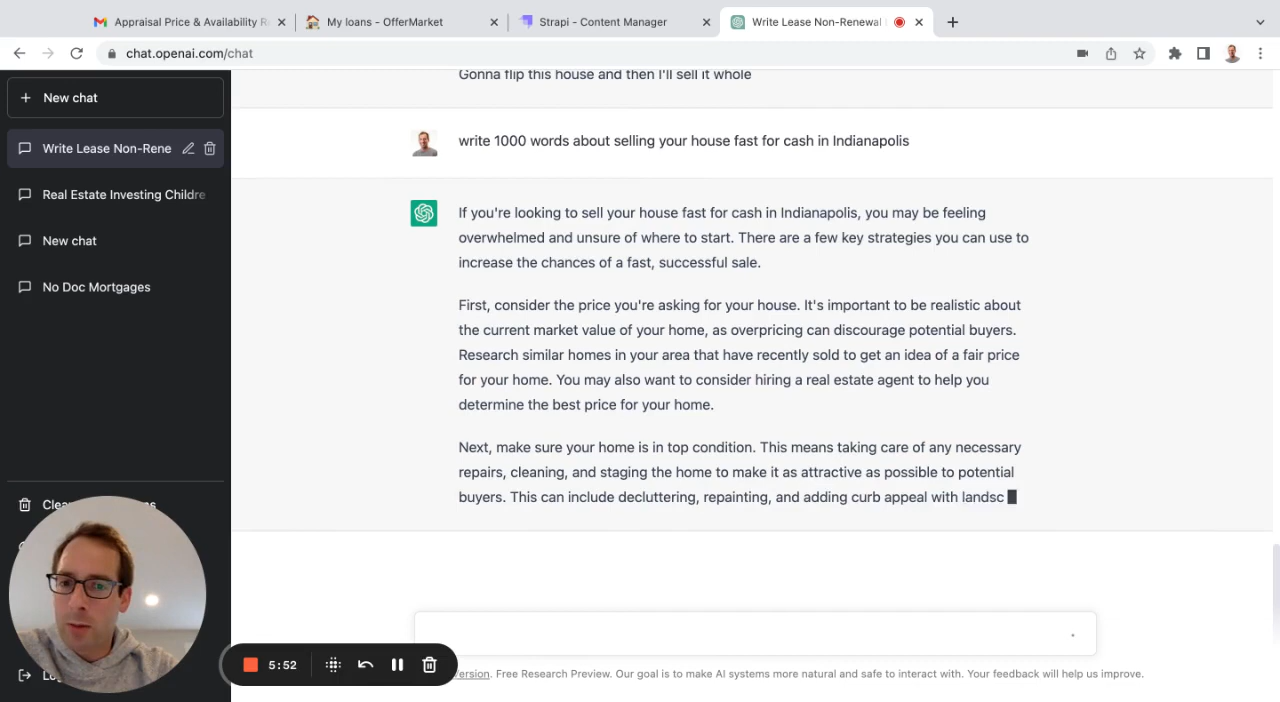 Appraisal Price & Availability R
My loans - OfferMarket
Strapi - Content Manager
Write Lease Non-Renewal
chat.openai.com/chat
New chat
Write Lease Non-Rene
Real Estate Investing Childre
New chat
No Doc Mortgages
Gonna flip this house and then I'll sell it whole
write 1000 words about selling your house fast for cash in Indianapolis
If you're looking to sell your house fast for cash in Indianapolis, you may be feeling
overwhelmed and unsure of where to start. There are a few key strategies you can use to
increase the chances of a fast, successful sale.
First, consider the price you're asking for your house. It's important to be realistic about
the current market value of your home, as overpricing can discourage potential buyers.
Research similar homes in your area that have recently sold to get an idea of a fair price
for your home. You may also want to consider hiring a real estate agent to help you
determine the best price for your home.
Next, make sure your home is in top condition. This means taking care of any necessary
repairs, cleaning, and staging the home to make it as attractive as possible to potential
buyers. This can include decluttering, repainting, and adding curb appeal with landsc
5:52
ersion. Free Research Preview. Our goal is to make AI systems more natural and safe to interact with. Your feedback will help us improve.